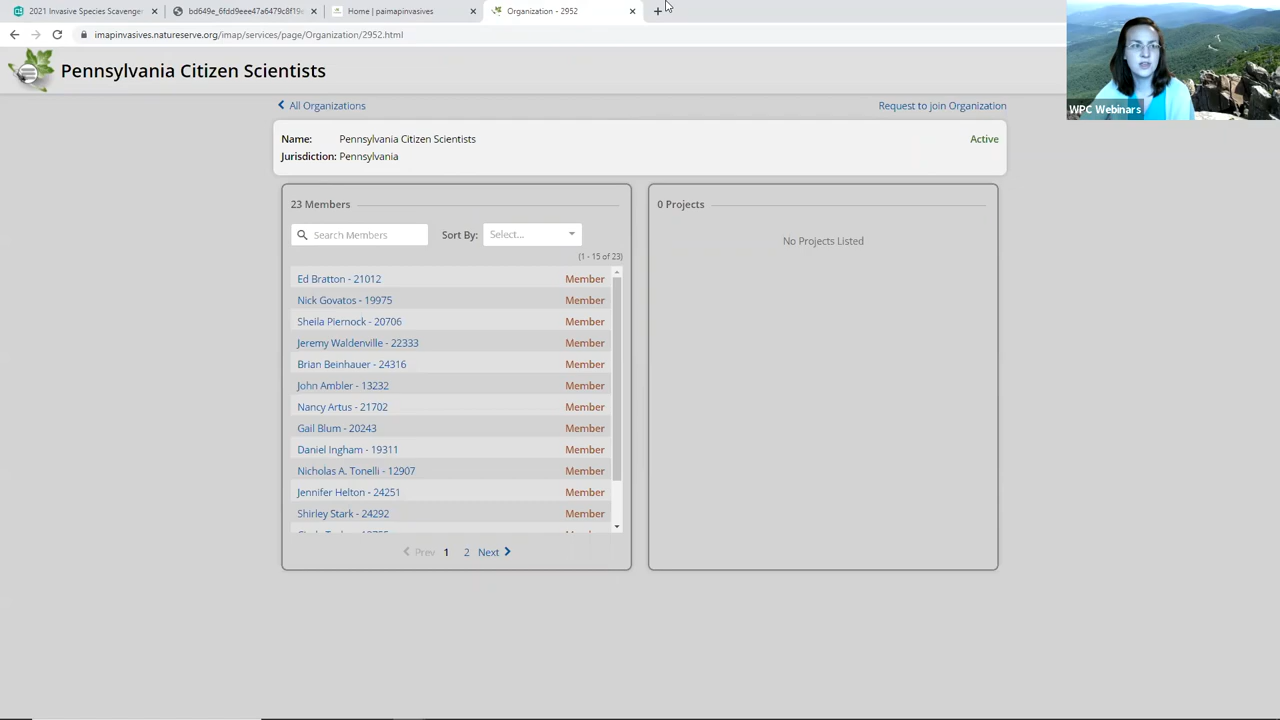 2021 Invasive Species Scavenge
bd649e_6fdd9eee47a6479c8f19
Home | paimapinvasives
Organization - 2952
imapinvasives.natureserve.org/imap/services/page/Organization/2952.html
Pennsylvania Citizen Scientists
WPC Webinars
All Organizations
Request to join Organization
Name: Pennsylvania Citizen Scientists
Active
Jurisdiction: Pennsylvania
23 Members
Search Members
Sort By: Select...
(1 - 15 of 23)
Ed Bratton - 21012 Member
Nick Govatos - 19975 Member
Sheila Piernock - 20706 Member
Jeremy Waldenville - 22333 Member
Brian Beinhauer - 24316 Member
John Ambler - 13232 Member
Nancy Artus - 21702 Member
Gail Blum - 20243 Member
Daniel Ingham - 19311 Member
Nicholas A. Tonelli - 12907 Member
Jennifer Helton - 24251 Member
Shirley Stark - 24292 Member
Prev 1 2 Next
0 Projects
No Projects Listed